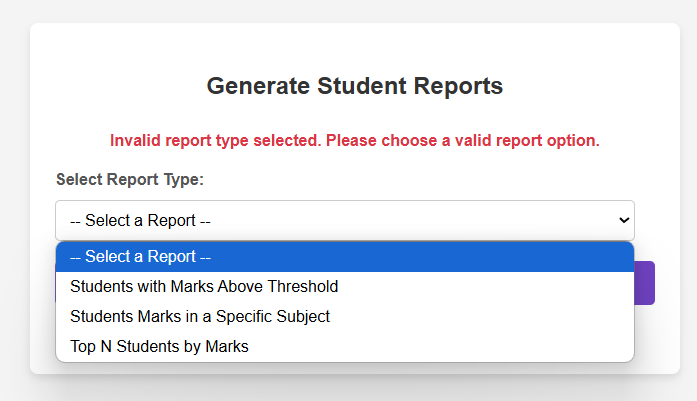 Generate Student Reports
Invalid report type selected. Please choose a valid report option.
Select Report Type:
-- Select a Report --
-- Select a Report --
Students with Marks Above Threshold
Students Marks in a Specific Subject
Top N Students by Marks